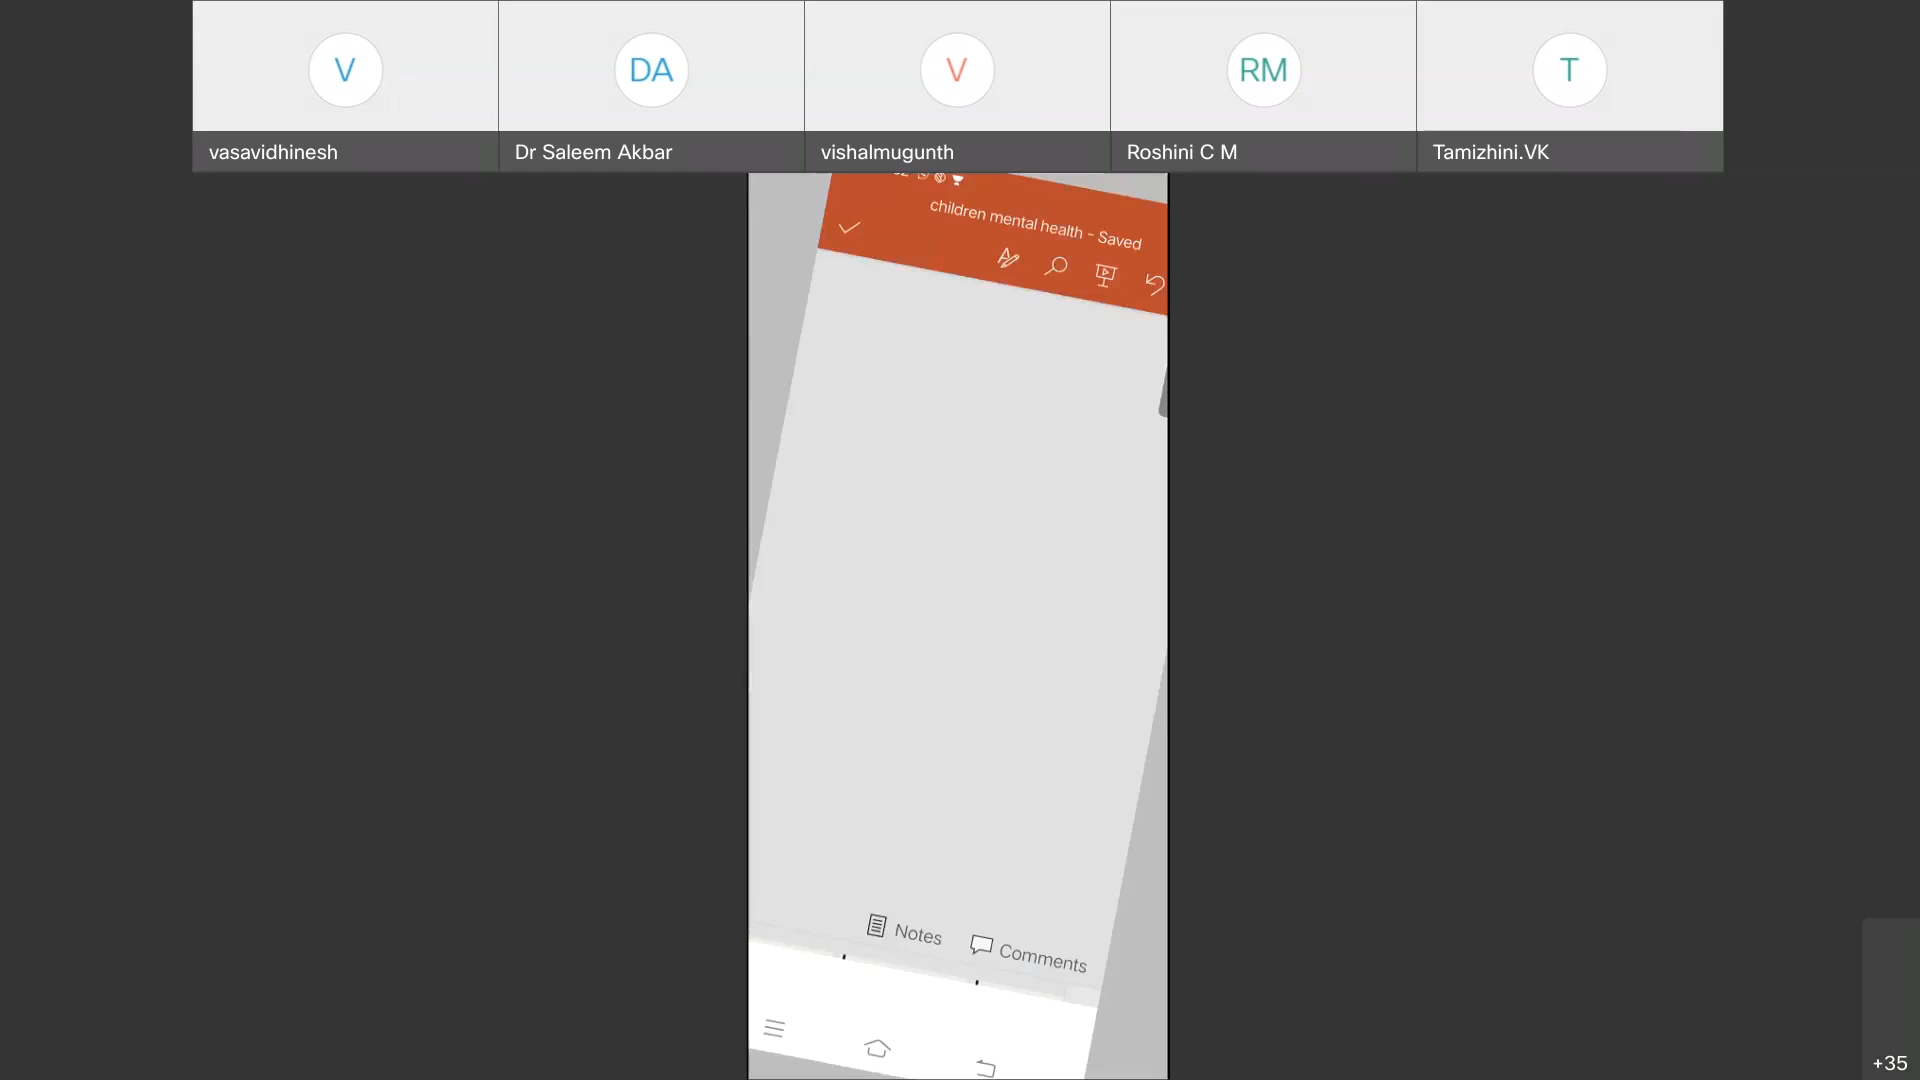 V
DA
V
RM
T
vasavidhinesh
Dr Saleem Akbar
vishalmugunth
Roshini C M
Tamizhini.VK
children mental health - Saved
Notes
Comments
+35